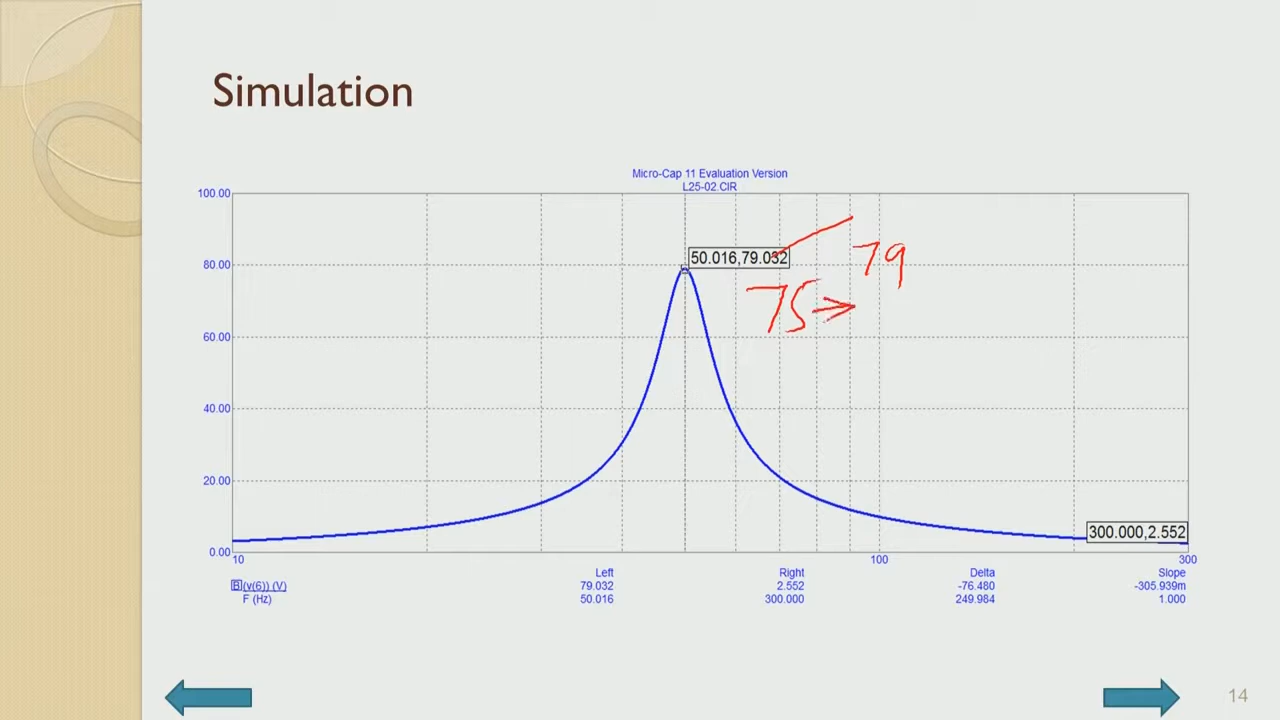 Simulation
Micro-Cap 11 Evaluation Version
L25-02.CIR
100.00
80.00
60.00
40.00
20.00
0.00
50.016,79.032
79
75
300.000,2.552
10
100
300
Left
Right
Delta
Slope
B (v(6)) (V)
79.032
2.552
-76.480
-305.939m
F (Hz)
50.016
300.000
249.984
1.000
14